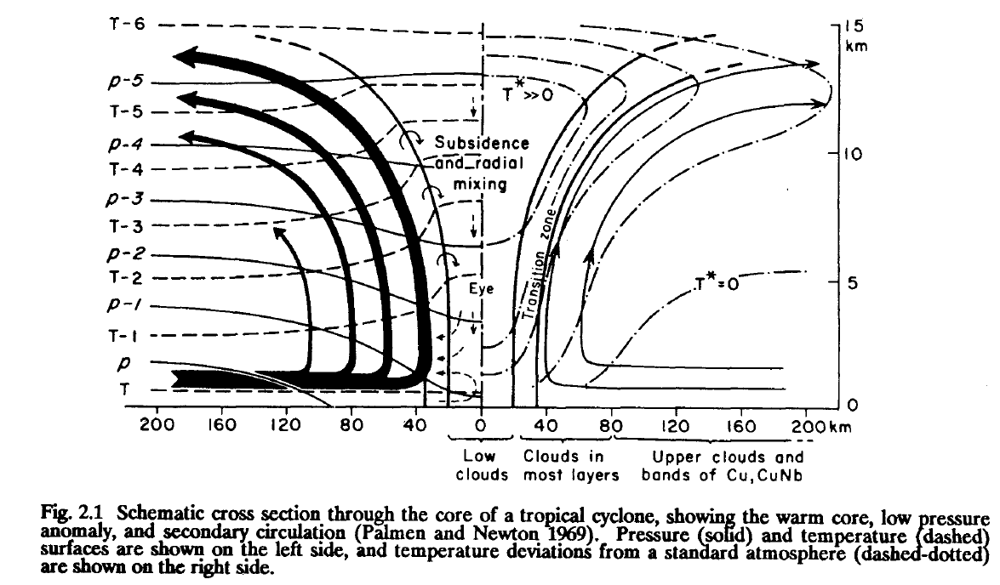 T-6
15
km
p-5
T* >> 0
T-5
p-4
Subsidence
and radial
mixing
10
T-4
p-3
T-3
Transition zone
p-2
T-2
Eye
T* = 0
5
p-1
T-1
p
T
0
200 160 120 80 40 0 40 80 120 160 200 km
Low Clouds in Upper clouds and
clouds most layers bands of Cu, CuNb
Fig. 2.1 Schematic cross section through the core of a tropical cyclone, showing the warm core, low pressure
anomaly, and secondary circulation (Palmen and Newton 1969). Pressure (solid) and temperature (dashed)
surfaces are shown on the left side, and temperature deviations from a standard atmosphere (dashed-dotted)
are shown on the right side.